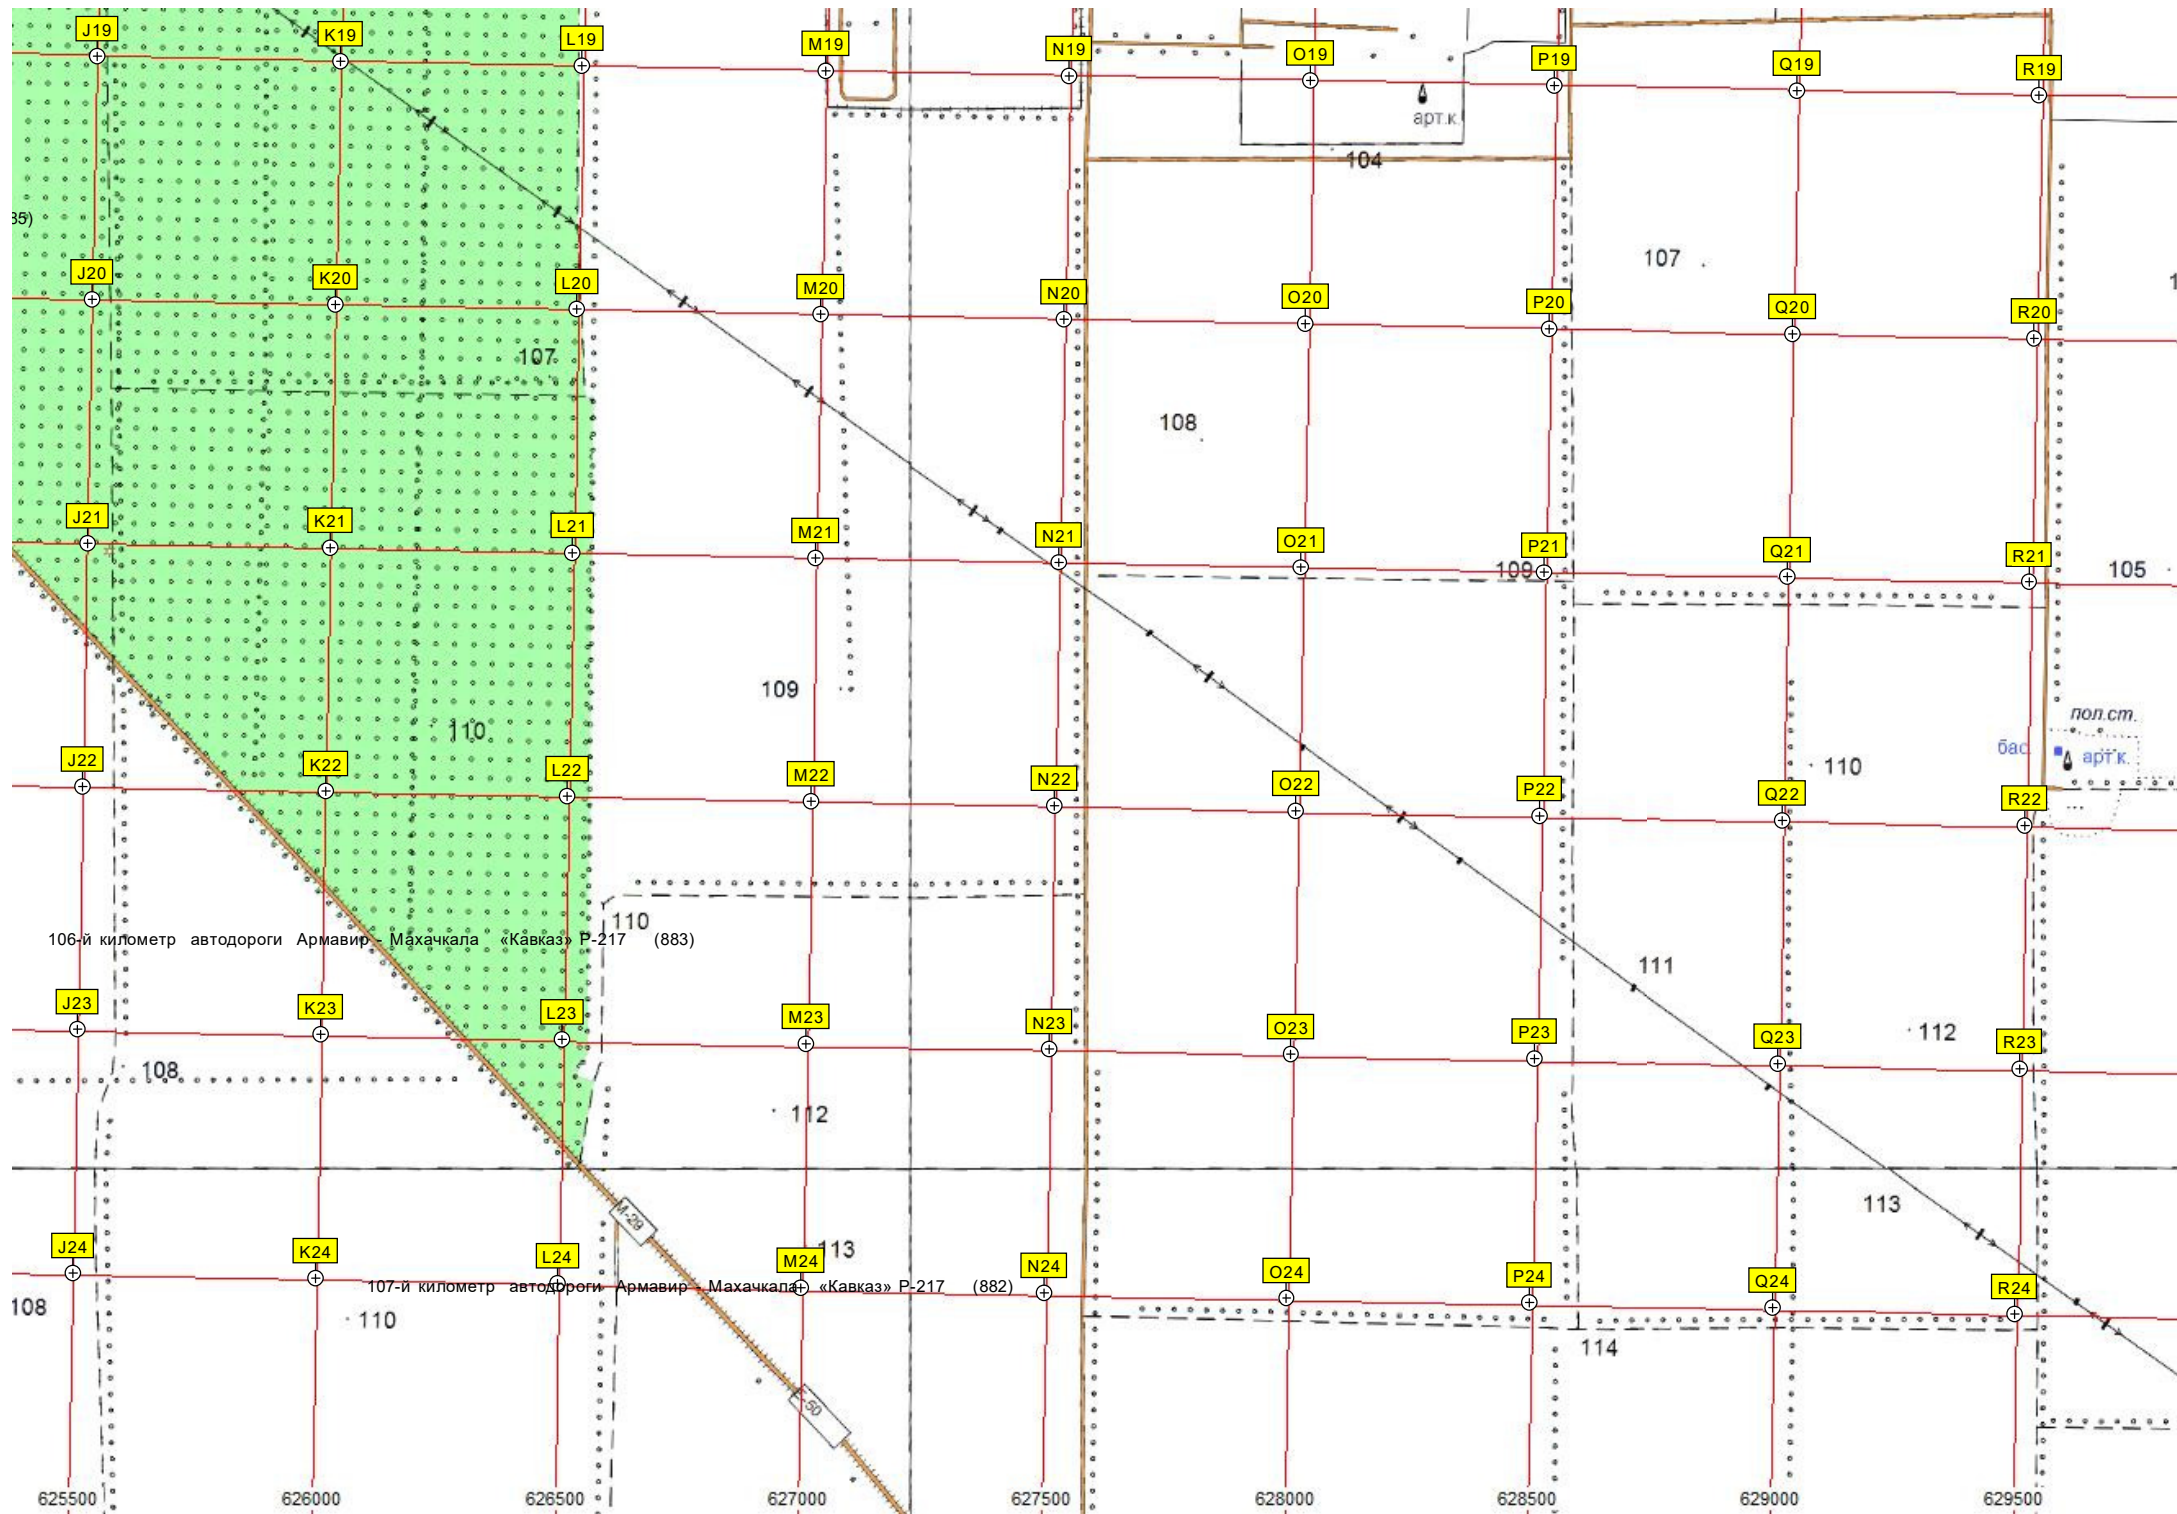 J19 K19 L19 M19 N19 O19 P19 Q19 R19
арт.к.
104
35)
107
J20 K20 L20 M20 N20 O20 P20 Q20 R20
107
108
J21 K21 L21 M21 N21 O21 P21 Q21 R21
109
105
109
110
пол.ст.
бас. арт.к.
110
J22 K22 L22 M22 N22 O22 P22 Q22 R22
110
106-й километр автодороги Армавир - Махачкала «Кавказ» Р-217 (883)
111
J23 K23 L23 M23 N23 O23 P23 Q23 R23
112
108
112
113
М-29
J24 K24 L24 M24 N24 O24 P24 Q24 R24
113
107-й километр автодороги Армавир - Махачкала «Кавказ» Р-217 (882)
108
110
114
625500 626000 626500 627000 627500 628000 628500 629000 629500